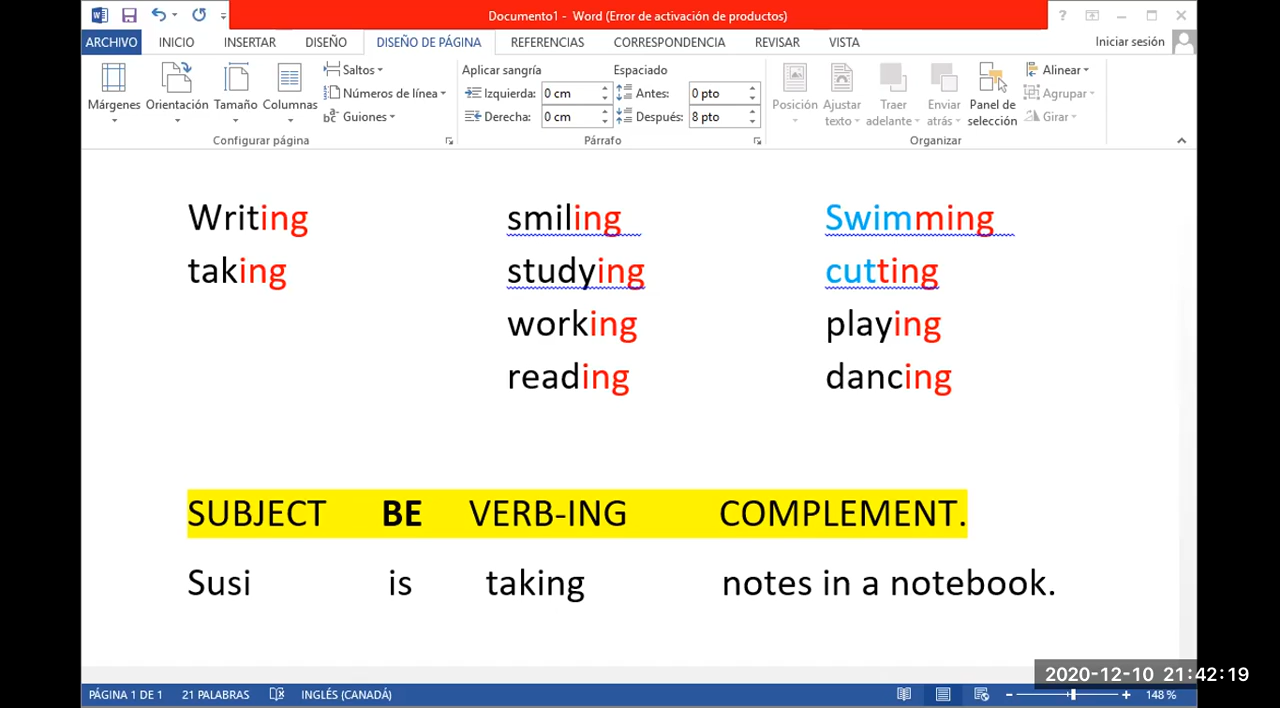 Documento1 - Word (Error de activación de productos)
ARCHIVO INICIO INSERTAR DISEÑO DISEÑO DE PÁGINA REFERENCIAS CORRESPONDENCIA REVISAR VISTA Iniciar sesión
Márgenes Orientación Tamaño Columnas
Saltos
Números de línea
Guiones
Configurar página
Aplicar sangría Espaciado
Izquierda: 0 cm Antes: 0 pto
Derecha: 0 cm Después: 8 pto
Párrafo
Posición Ajustar texto Traer adelante Enviar atrás Panel de selección
Alinear
Agrupar
Girar
Organizar
Writing smiling Swimming
taking studying cutting
working playing
reading dancing
SUBJECT BE VERB-ING COMPLEMENT.
Susi is taking notes in a notebook.
2020-12-10 21:42:19
PÁGINA 1 DE 1 21 PALABRAS INGLÉS (CANADÁ) 148 %